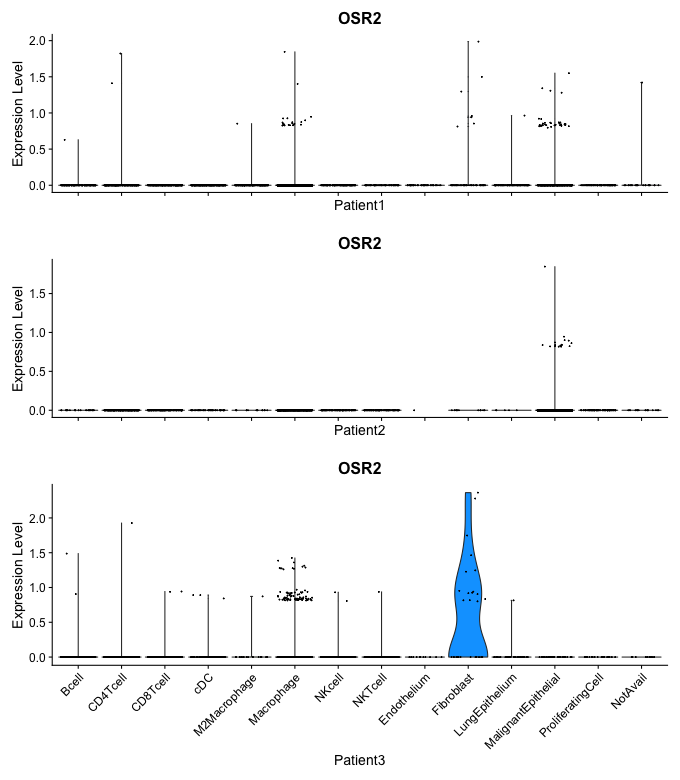 OSR2
Expression Level
2.0
1.5
1.0
0.5
0.0
Patient1
OSR2
Expression Level
1.5
1.0
0.5
0.0
Patient2
OSR2
Expression Level
2.0
1.5
1.0
0.5
0.0
Bcell
CD4Tcell
CD8Tcell
cDC
M2Macrophage
Macrophage
NKcell
NKTcell
Endothelium
Fibroblast
LungEpithelium
MalignantEpithelial
ProliferatingCell
NotAvail
Patient3